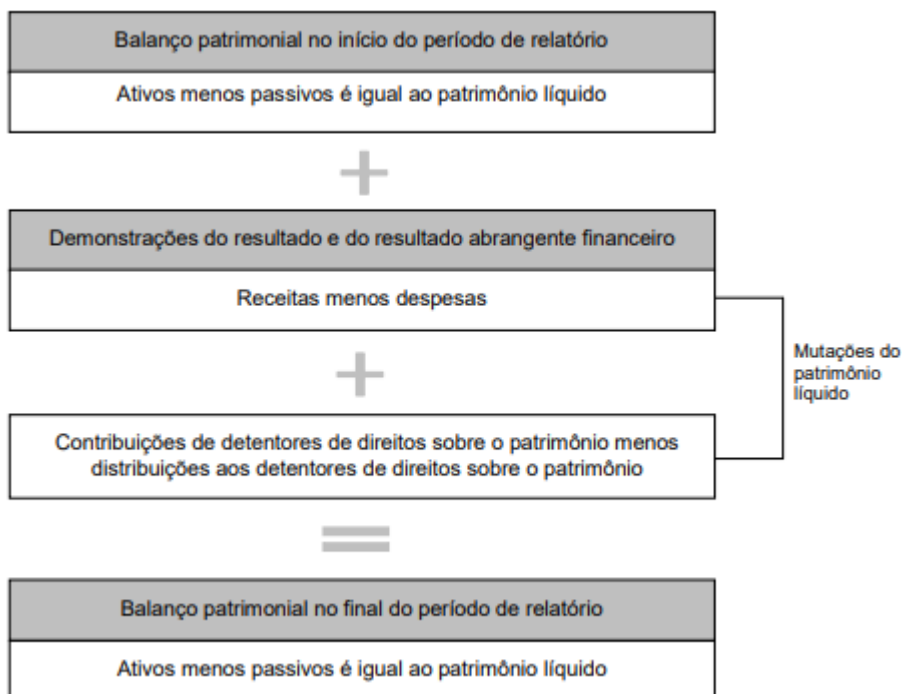 Balanço patrimonial no início do período de relatório
Ativos menos passivos é igual ao patrimônio líquido
+
Demonstrações do resultado e do resultado abrangente financeiro
Receitas menos despesas
Mutações do
patrimônio
líquido
+
Contribuições de detentores de direitos sobre o patrimônio menos
distribuições aos detentores de direitos sobre o patrimônio
=
Balanço patrimonial no final do período de relatório
Ativos menos passivos é igual ao patrimônio líquido